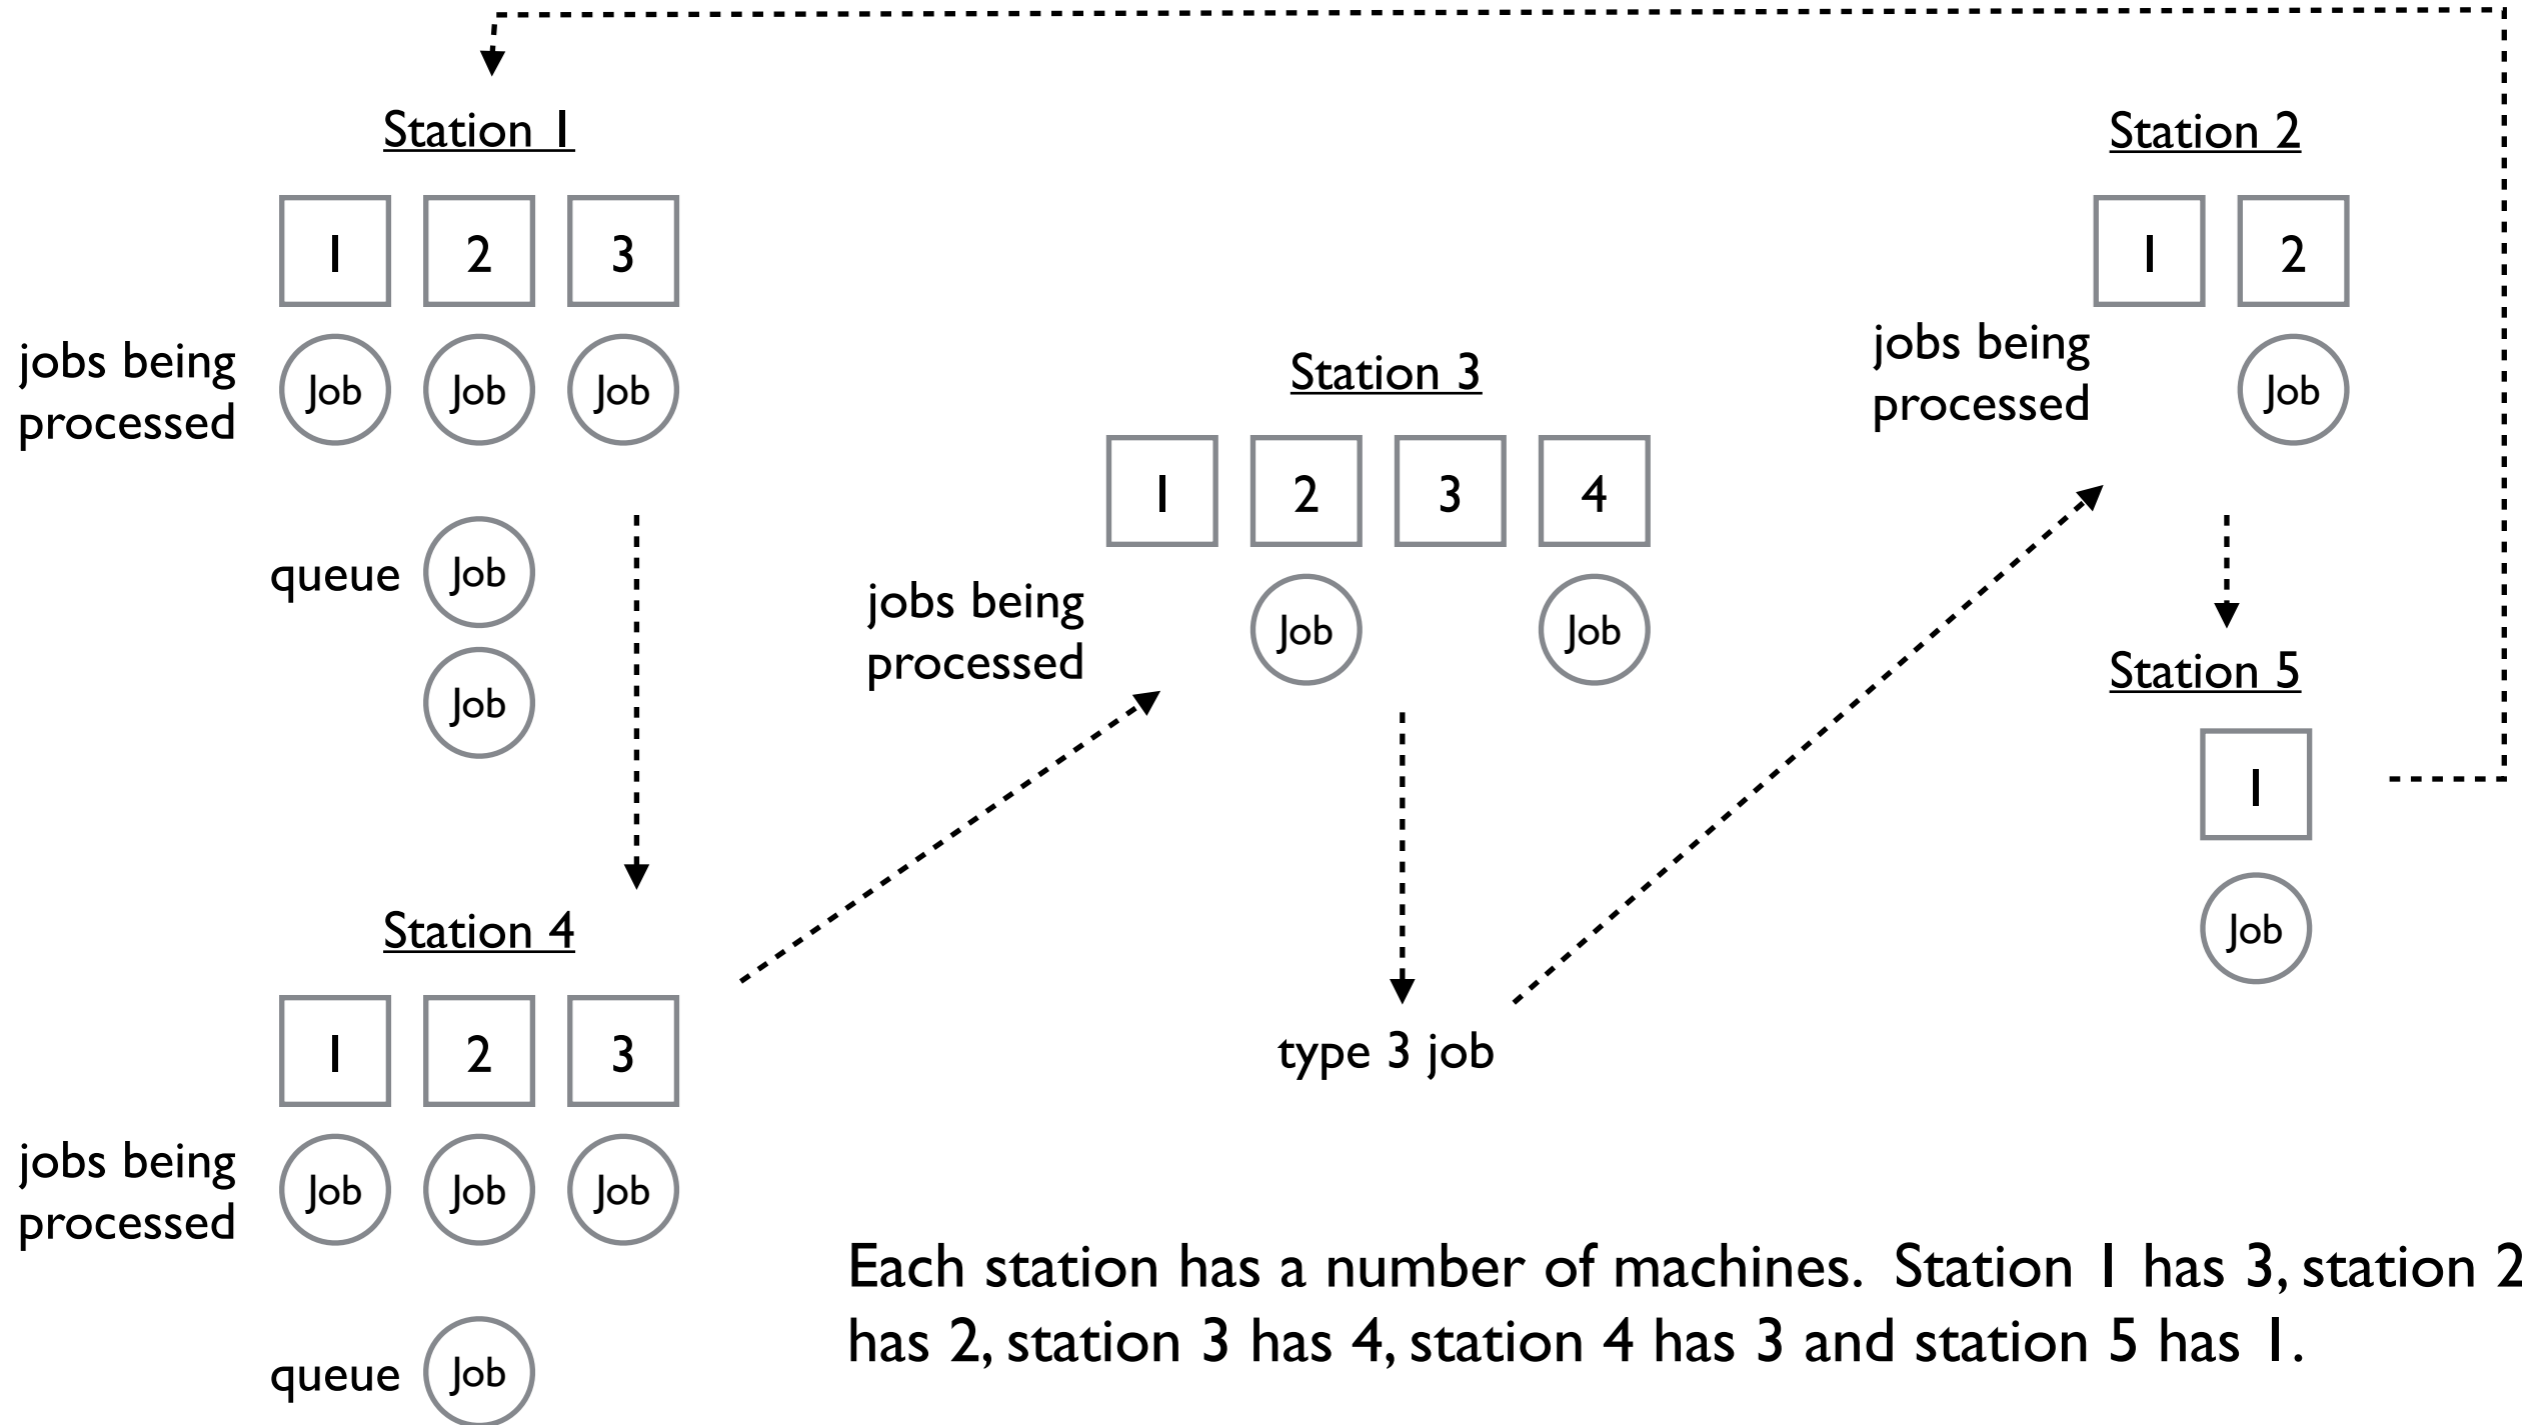 Station 1
1 2 3
jobs being
processed
Job Job Job
queue Job
Job
Station 4
1 2 3
jobs being
processed
Job Job Job
queue Job
Station 3
1 2 3 4
jobs being
processed
Job Job
type 3 job
Station 2
1 2
jobs being
processed
Job
Station 5
1
Job
Each station has a number of machines. Station 1 has 3, station 2
has 2, station 3 has 4, station 4 has 3 and station 5 has 1.